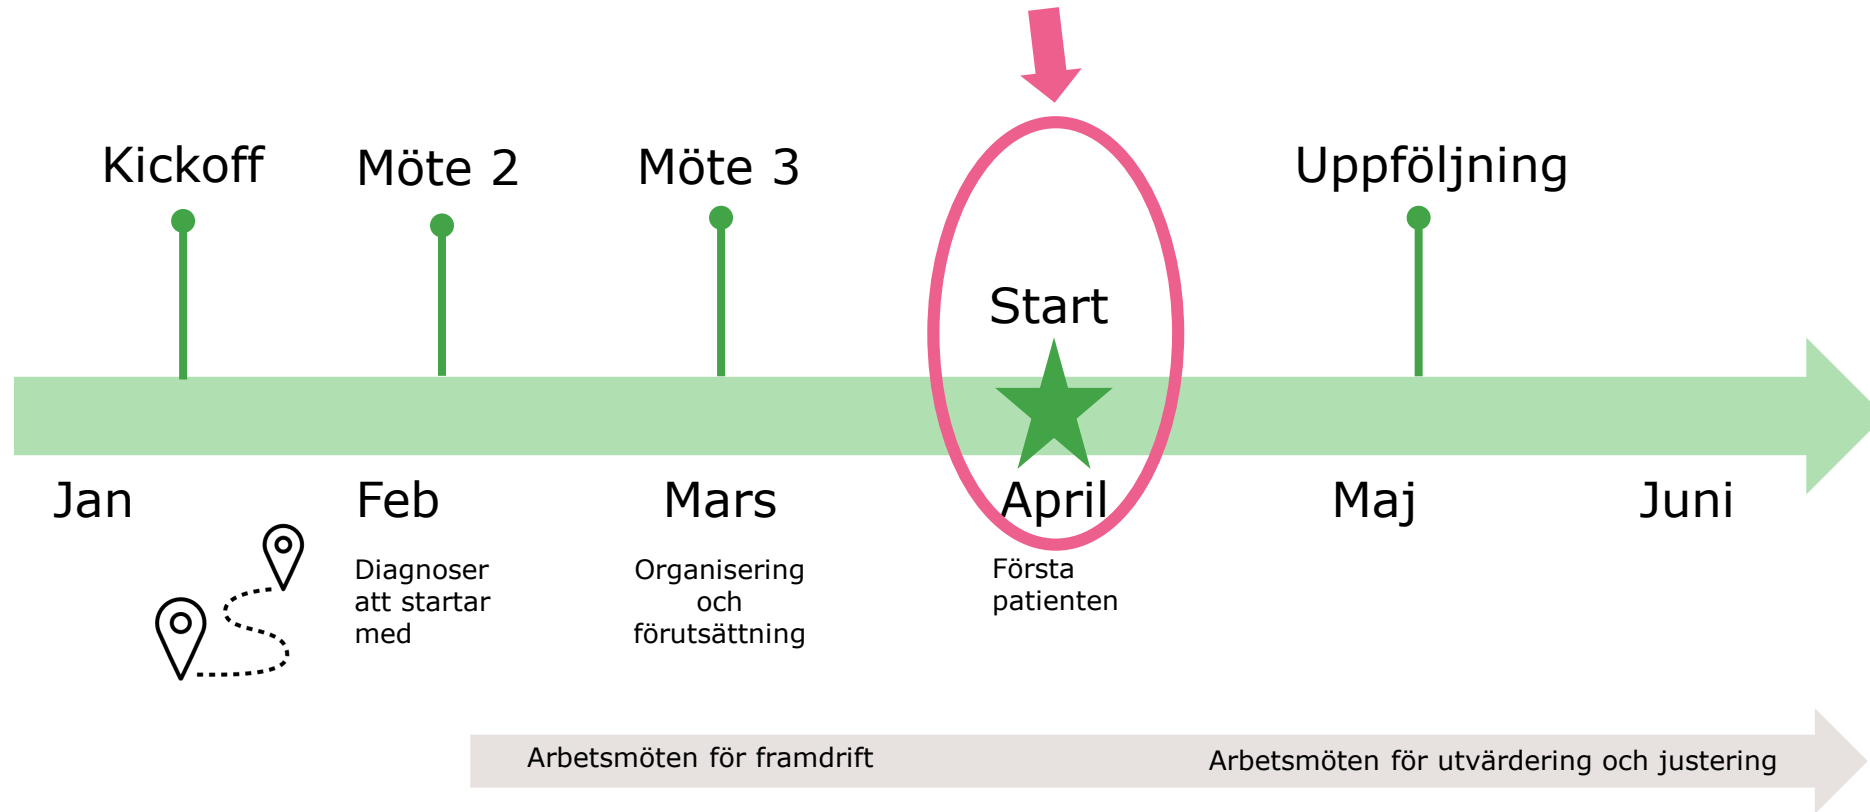 Kickoff
Möte 2
Möte 3
Uppföljning
Start
Jan
Feb
Mars
April
Maj
Juni
Diagnoser
att startar
med
Organisering
och
förutsättning
Första
patienten
Arbetsmöten för framdrift
Arbetsmöten för utvärdering och justering